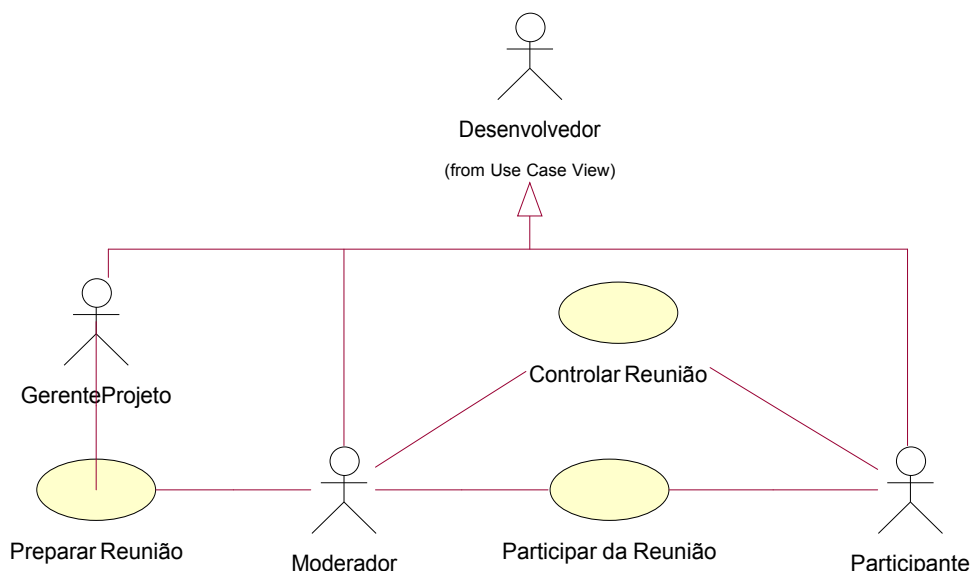 Desenvolvedor
(from Use Case View)
GerenteProjeto
Controlar Reunião
Preparar Reunião
Moderador
Participar da Reunião
Participante